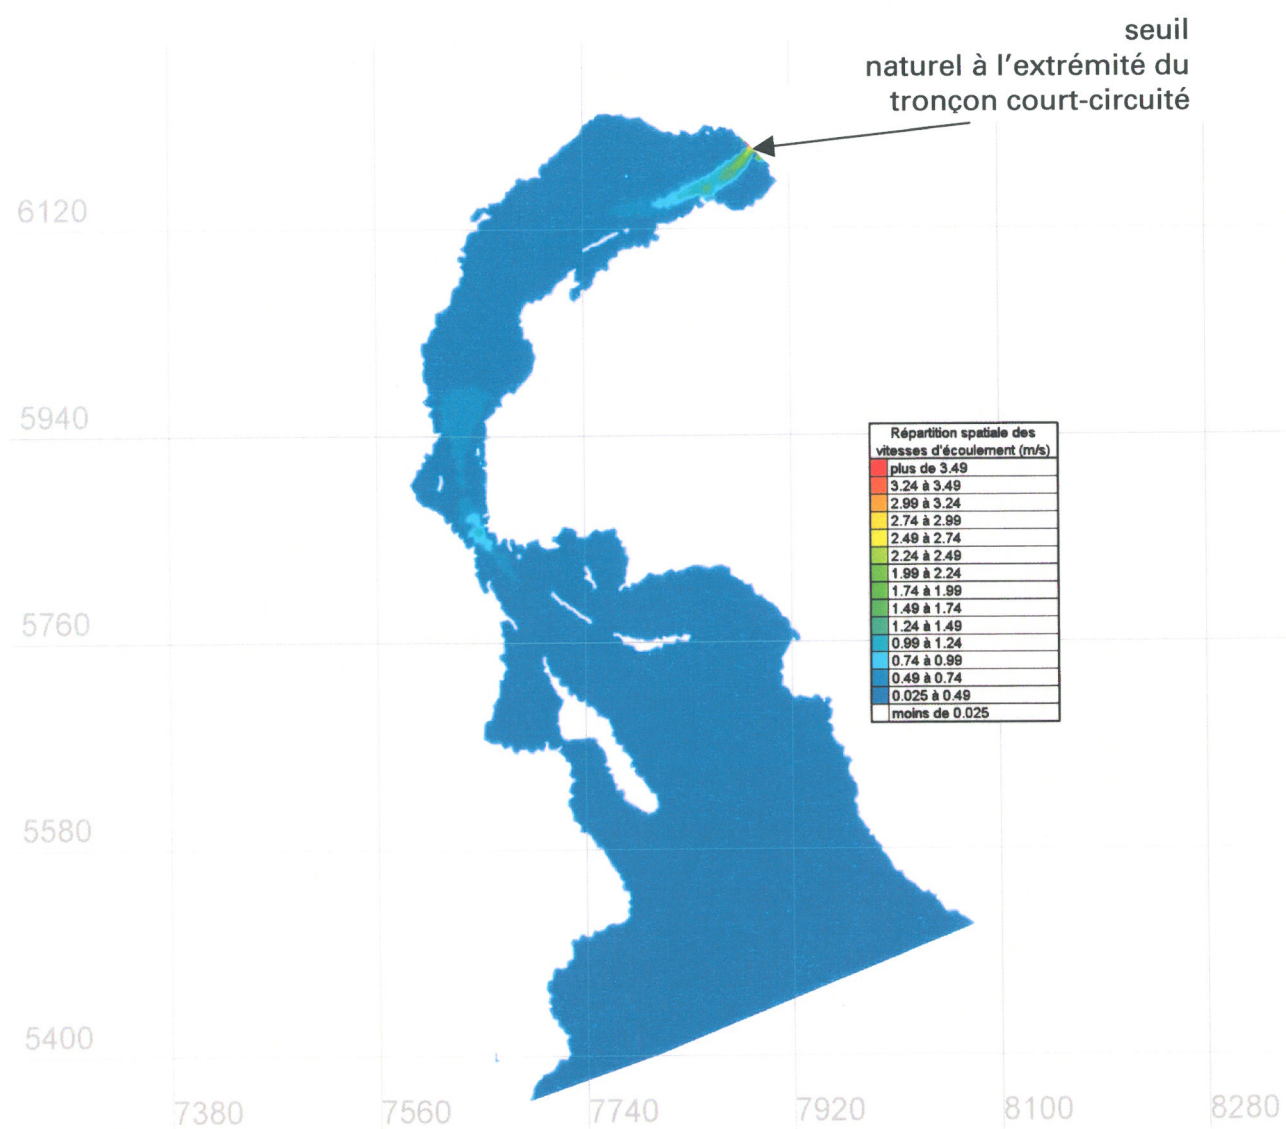 seuil
naturel à l'extrémité du
tronçon court-circuité
6120
5940
5760
5580
5400
Répartition spatiale des
vitesses d'écoulement (m/s)
plus de 3.49
3.24 à 3.49
2.99 à 3.24
2.74 à 2.99
2.49 à 2.74
2.24 à 2.49
1.99 à 2.24
1.74 à 1.99
1.49 à 1.74
1.24 à 1.49
0.99 à 1.24
0.74 à 0.99
0.49 à 0.74
0.025 à 0.49
moins de 0.025
7380
7560
7740
7920
8100
8280